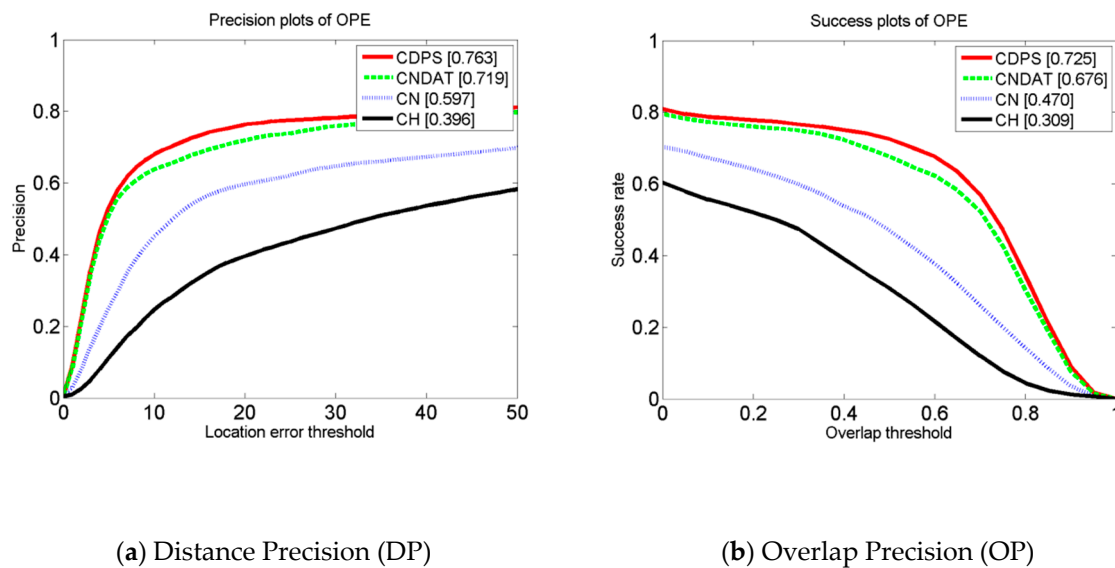 Precision plots of OPE
Precision
1
0.8
0.6
0.4
0.2
0
0 10 20 30 40 50
Location error threshold
CDPS [0.763]
CNDAT [0.719]
CN [0.597]
CH [0.396]
(a) Distance Precision (DP)
Success plots of OPE
Success rate
1
0.8
0.6
0.4
0.2
0
0 0.2 0.4 0.6 0.8 1
Overlap threshold
CDPS [0.725]
CNDAT [0.676]
CN [0.470]
CH [0.309]
(b) Overlap Precision (OP)